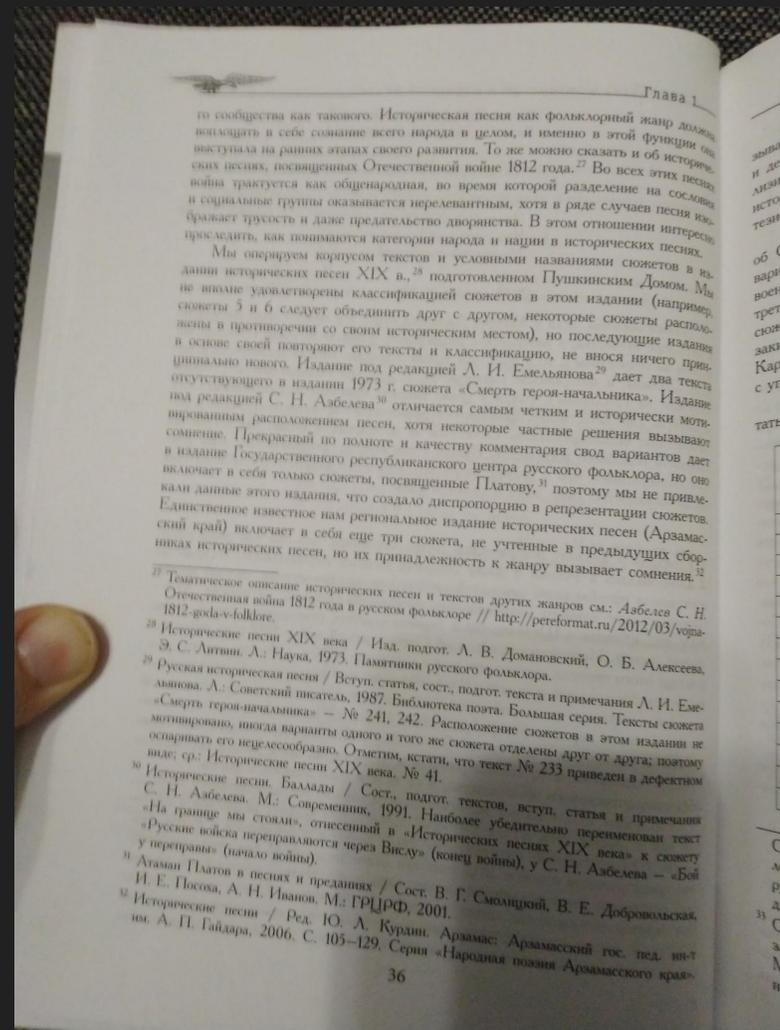 Глава 1
го сообщества как такового. Историческая песня как фольклорный жанр должна
воплощать в себе сознание всего народа в целом, и именно в этой функции она
выступала на ранних этапах своего развития. То же можно сказать и об историче-
ских песнях, посвященных Отечественной войне 1812 года.27 Во всех этих песнях
война трактуется как общенародная, во время которой разделение на сословия
и социальные группы оказывается нерелевантным, хотя в ряде случаев песня изо-
бражает трусость и даже предательство дворянства. В этом отношении интересно
проследить, как понимаются категории народа и нации в исторических песнях.
Мы оперируем корпусом текстов и условными названиями сюжетов в из-
дании исторических песен XIX в.,28 подготовленном Пушкинским Домом. Мы
не вполне удовлетворены классификацией сюжетов в этом издании (например,
сюжеты 5 и 6 следует объединить друг с другом, некоторые сюжеты располо-
жены в противоречии со своим историческим местом), но последующие издания
в основе своей повторяют его тексты и классификацию, не внося ничего прин-
ципиально нового. Издание под редакцией Л. И. Емельянова29 дает два текста
отсутствующего в издании 1973 г. сюжета «Смерть героя-начальника». Издание
под редакцией С. Н. Азбелева30 отличается самым четким и исторически моти-
вированным расположением песен, хотя некоторые частные решения вызывают
сомнение. Прекрасный по полноте и качеству комментария свод вариантов дает
в издание Государственного республиканского центра русского фольклора, но оно
включает в себя только сюжеты, посвященные Платову,31 поэтому мы не привле-
кали данные этого издания, что создало диспропорцию в репрезентации сюжетов.
Единственное известное нам региональное издание исторических песен (Арзамас-
ский край) включает в себя еще три сюжета, не учтенные в предыдущих сбор-
никах исторических песен, но их принадлежность к жанру вызывает сомнения.32
27 Тематическое описание исторических песен и текстов других жанров см.: Азбелев С. Н.
Отечественная война 1812 года в русском фольклоре // http://pereformat.ru/2012/03/vojna-
1812-goda-v-folklore.
28 Исторические песни XIX века / Изд. подгот. Л. В. Домановский, О. Б. Алексеева,
Э. С. Литвин. Л.: Наука, 1973. Памятники русского фольклора.
29 Русская историческая песня / Вступ. статья, сост., подгот. текста и примечания Л. И. Еме-
льянова. Л.: Советский писатель, 1987. Библиотека поэта. Большая серия. Тексты сюжета
«Смерть героя-начальника» — № 241, 242. Расположение сюжетов в этом издании не
мотивировано, иногда варианты одного и того же сюжета отделены друг от друга; поэтому
оспаривать его нецелесообразно. Отметим, кстати, что текст № 233 приведен в дефектном
виде; ср.: Исторические песни XIX века. № 41.
30 Исторические песни. Баллады / Сост., подгот. текстов, вступ. статья и примечания
С. Н. Азбелева. М.: Современник, 1991. Наиболее убедительно переименован текст
«На границе мы стояли», отнесенный в «Исторических песнях XIX века» к сюжету
«Русские войска переправляются через Вислу» (конец войны), у С. Н. Азбелева — «Бой
у переправы» (начало войны).
31 Атаман Платов в песнях и преданиях / Сост. В. Г. Смолицкий, В. Е. Добровольская,
И. Е. Посоха, А. Н. Иванов. М.: ГРЦРФ, 2001.
32 Исторические песни / Ред. Ю. Л. Курдин. Арзамас: Арзамасский гос. пед. ин-т
им. А. П. Гайдара, 2006. С. 105–129. Серия «Народная поэзия Арзамасского края».
36